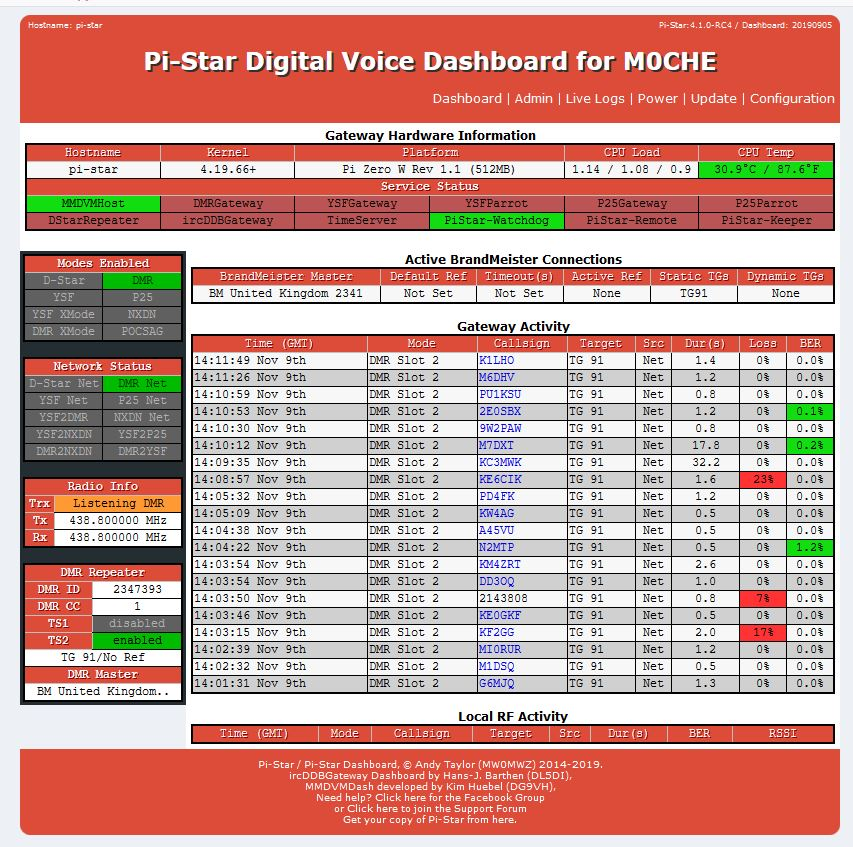 Hostname: pi-star
Pi-Star:4.1.0-RC4 / Dashboard: 20190905
Pi-Star Digital Voice Dashboard for M0CHE
Dashboard | Admin | Live Logs | Power | Update | Configuration
Gateway Hardware Information
Hostname Kernel Platform CPU Load CPU Temp
pi-star 4.19.66+ Pi Zero W Rev 1.1 (512MB) 1.14 / 1.08 / 0.9 30.9°C / 87.6°F
Service Status
MMDVMHost DMRGateway YSFGateway YSFParrot P25Gateway P25Parrot
DStarRepeater ircDDBGateway TimeServer PiStar-Watchdog PiStar-Remote PiStar-Keeper
Modes Enabled
D-Star DMR
YSF P25
YSF XMode NXDN
DMR XMode POCSAG
Network Status
D-Star Net DMR Net
YSF Net P25 Net
YSF2DMR NXDN Net
YSF2NXDN YSF2P25
DMR2NXDN DMR2YSF
Radio Info
Trx Listening DMR
Tx 438.800000 MHz
Rx 438.800000 MHz
DMR Repeater
DMR ID 2347393
DMR CC 1
TS1 disabled
TS2 enabled
TG 91/No Ref
DMR Master
BM United Kingdom..
Active BrandMeister Connections
BrandMeister Master Default Ref Timeout(s) Active Ref Static TGs Dynamic TGs
BM United Kingdom 2341 Not Set Not Set None TG91 None
Gateway Activity
Time (GMT) Mode Callsign Target Src Dur(s) Loss BER
14:11:49 Nov 9th DMR Slot 2 K1LHO TG 91 Net 1.4 0% 0.0%
14:11:26 Nov 9th DMR Slot 2 M6DHV TG 91 Net 1.2 0% 0.0%
14:10:59 Nov 9th DMR Slot 2 PU1KSU TG 91 Net 0.8 0% 0.0%
14:10:53 Nov 9th DMR Slot 2 2E0SBX TG 91 Net 1.2 0% 0.1%
14:10:30 Nov 9th DMR Slot 2 9W2PAW TG 91 Net 0.8 0% 0.0%
14:10:12 Nov 9th DMR Slot 2 M7DXT TG 91 Net 17.8 0% 0.2%
14:09:35 Nov 9th DMR Slot 2 KC3MWK TG 91 Net 32.2 0% 0.0%
14:08:57 Nov 9th DMR Slot 2 KE6CIK TG 91 Net 1.6 23% 0.0%
14:05:32 Nov 9th DMR Slot 2 PD4FK TG 91 Net 1.2 0% 0.0%
14:05:09 Nov 9th DMR Slot 2 KW4AG TG 91 Net 0.5 0% 0.0%
14:04:38 Nov 9th DMR Slot 2 A45VU TG 91 Net 0.5 0% 0.0%
14:04:22 Nov 9th DMR Slot 2 N2MTP TG 91 Net 0.5 0% 1.2%
14:03:54 Nov 9th DMR Slot 2 KM4ZRT TG 91 Net 2.6 0% 0.0%
14:03:54 Nov 9th DMR Slot 2 DD3OQ TG 91 Net 1.0 0% 0.0%
14:03:50 Nov 9th DMR Slot 2 2143808 TG 91 Net 0.8 7% 0.0%
14:03:46 Nov 9th DMR Slot 2 KE0GKF TG 91 Net 0.5 0% 0.0%
14:03:15 Nov 9th DMR Slot 2 KF2GG TG 91 Net 2.0 17% 0.0%
14:02:39 Nov 9th DMR Slot 2 MI0RUR TG 91 Net 1.2 0% 0.0%
14:02:32 Nov 9th DMR Slot 2 M1DSQ TG 91 Net 0.5 0% 0.0%
14:01:31 Nov 9th DMR Slot 2 G6MJQ TG 91 Net 1.3 0% 0.0%
Local RF Activity
Time (GMT) Mode Callsign Target Src Dur(s) BER RSSI
Pi-Star / Pi-Star Dashboard, © Andy Taylor (MW0MWZ) 2014-2019.
ircDDBGateway Dashboard by Hans-J. Barthen (DL5DI),
MMDVMDash developed by Kim Huebel (DG9VH),
Need help? Click here for the Facebook Group
or Click here to join the Support Forum
Get your copy of Pi-Star from here.